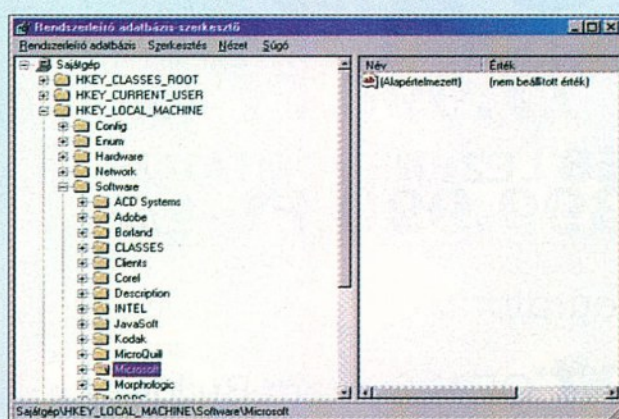 Rendszerleíró adatbázis-szerkesztő
Rendszerleíró adatbázis Szerkesztés Nézet Súgó
Sajátgép
HKEY_CLASSES_ROOT
HKEY_CURRENT_USER
HKEY_LOCAL_MACHINE
Config
Enum
Hardware
Network
Software
ACD Systems
Adobe
Borland
CLASSES
Clients
Corel
Description
INTEL
JavaSoft
Kodak
MicroQuill
Microsoft
Morphologic
Név Érték
(Alapértelmezett) (nem beállított érték)
Sajátgép\HKEY_LOCAL_MACHINE\Software\Microsoft